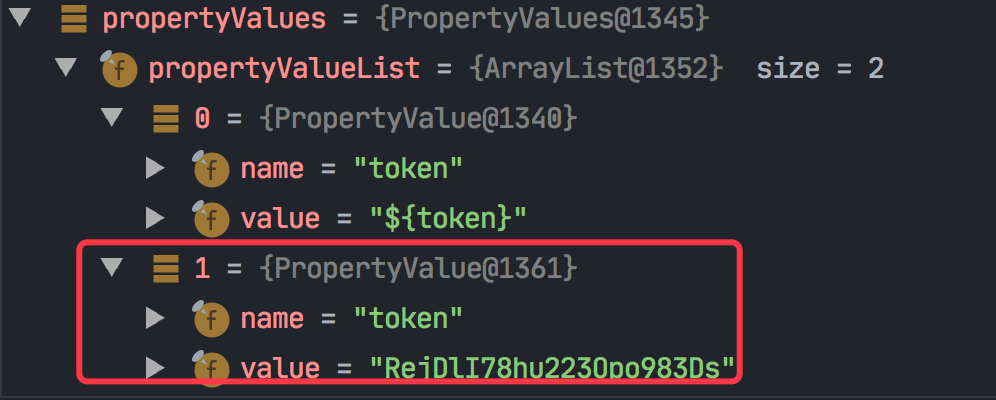 propertyValues = {PropertyValues@1345}
f propertyValueList = {ArrayList@1352} size = 2
0 = {PropertyValue@1340}
f name = "token"
f value = "${token}"
1 = {PropertyValue@1361}
f name = "token"
f value = "RejDlI78hu223Opo983Ds"